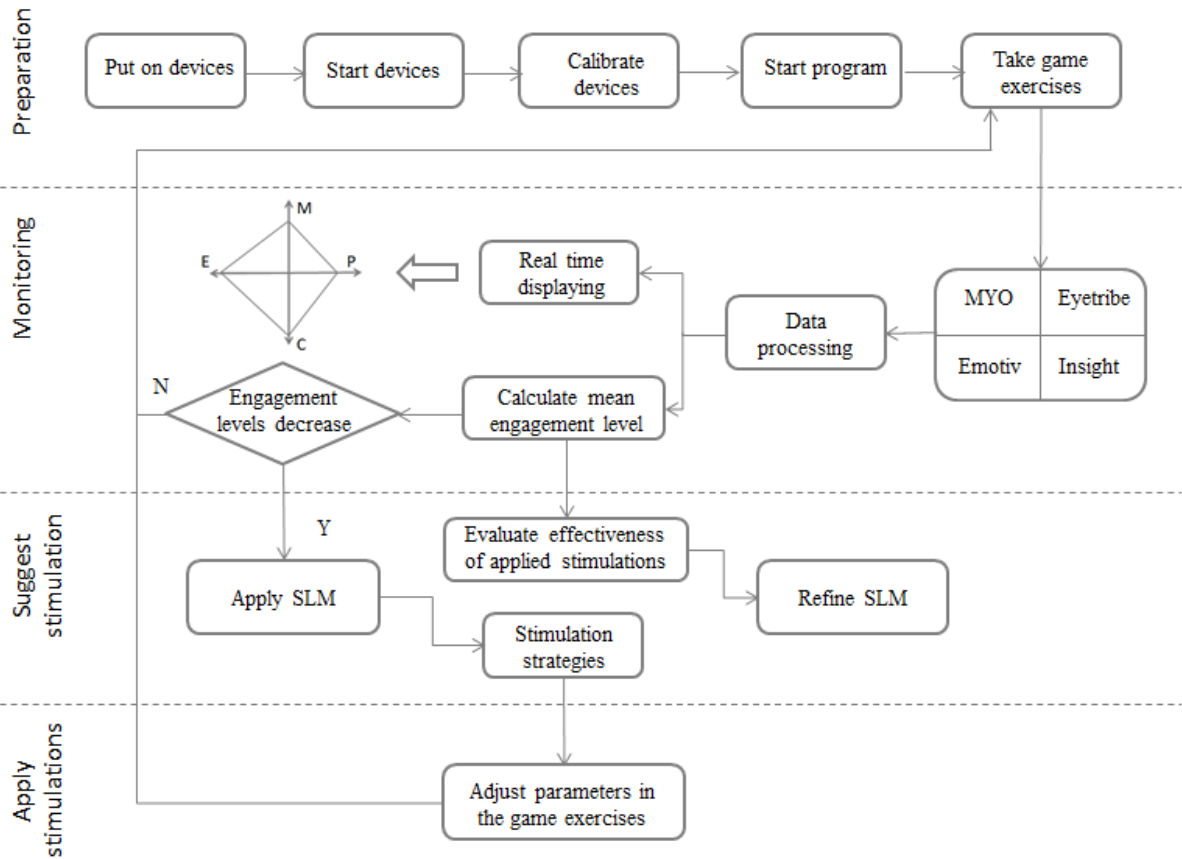 Preparation
Put on devices
Start devices
Calibrate
devices
Start program
Take game
exercises
Monitoring
M
E
P
C
Real time
displaying
Data
processing
MYO
Eyetribe
Emotiv
Insight
N
Engagement
levels decrease
Calculate mean
engagement level
Suggest
stimulation
Y
Evaluate effectiveness
of applied stimulations
Apply SLM
Refine SLM
Stimulation
strategies
Apply
stimulations
Adjust parameters in
the game exercises